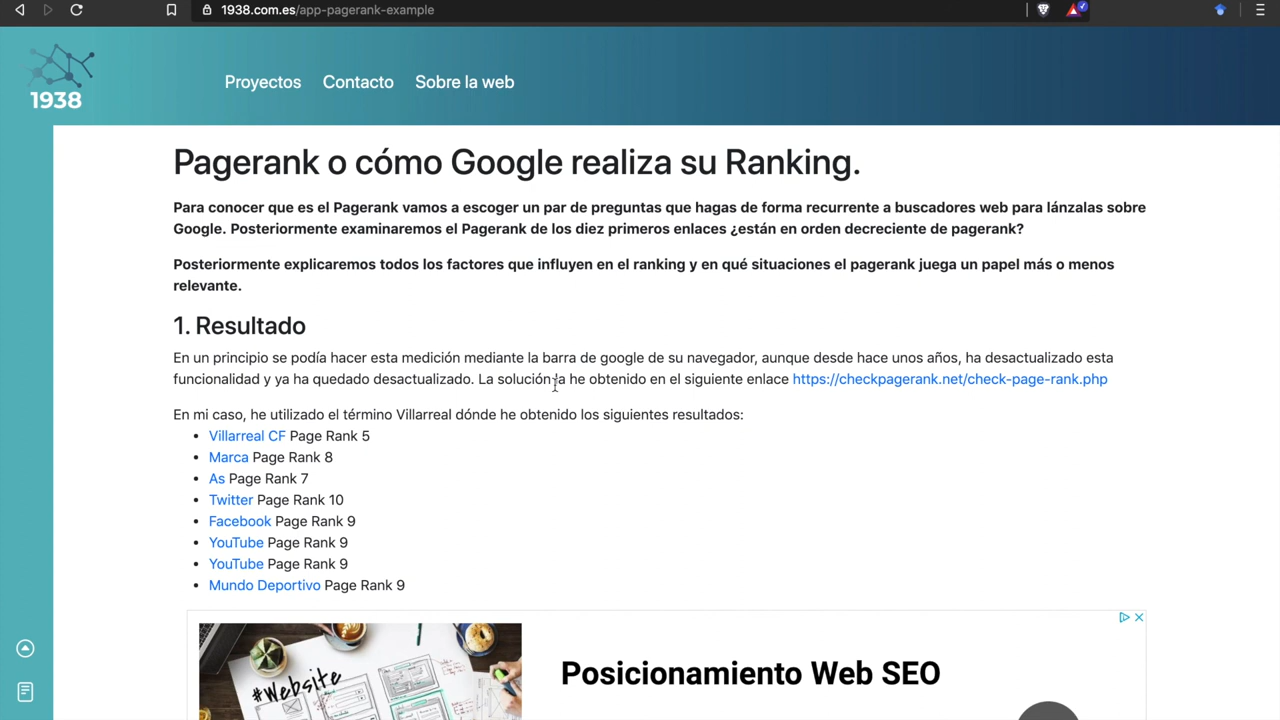 1938.com.es/app-pagerank-example
1938
Proyectos Contacto Sobre la web
Pagerank o cómo Google realiza su Ranking.
Para conocer que es el Pagerank vamos a escoger un par de preguntas que hagas de forma recurrente a buscadores web para lánzalas sobre
Google. Posteriormente examinaremos el Pagerank de los diez primeros enlaces ¿están en orden decreciente de pagerank?
Posteriormente explicaremos todos los factores que influyen en el ranking y en qué situaciones el pagerank juega un papel más o menos
relevante.
1. Resultado
En un principio se podía hacer esta medición mediante la barra de google de su navegador, aunque desde hace unos años, ha desactualizado esta
funcionalidad y ya ha quedado desactualizado. La solución la he obtenido en el siguiente enlace https://checkpagerank.net/check-page-rank.php
En mi caso, he utilizado el término Villarreal dónde he obtenido los siguientes resultados:
• Villarreal CF Page Rank 5
• Marca Page Rank 8
• As Page Rank 7
• Twitter Page Rank 10
• Facebook Page Rank 9
• YouTube Page Rank 9
• YouTube Page Rank 9
• Mundo Deportivo Page Rank 9
#Website
Posicionamiento Web SEO